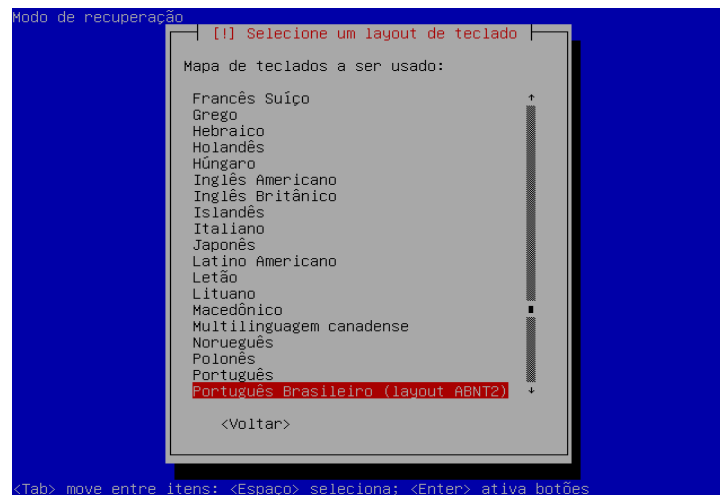 Modo de recuperação
[!] Selecione um layout de teclado
Mapa de teclados a ser usado:
Francês Suíço
Grego
Hebraico
Holandês
Húngaro
Inglês Americano
Inglês Britânico
Islandês
Italiano
Japonês
Latino Americano
Letão
Lituano
Macedônico
Multilinguagem canadense
Norueguês
Polonês
Português
Português Brasileiro (layout ABNT2)
<Voltar>
<Tab> move entre itens; <Espaço> seleciona; <Enter> ativa botões